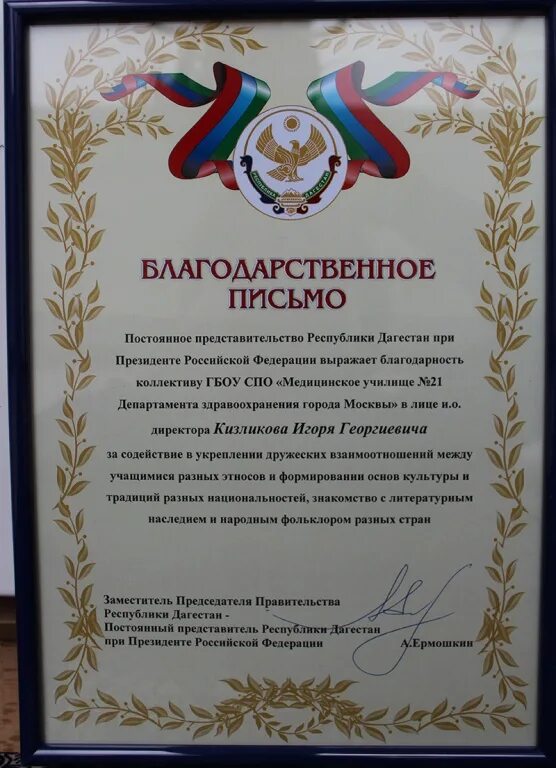 РЕСПУБЛИКА ДАГЕСТАН
БЛАГОДАРСТВЕННОЕ
ПИСЬМО
Постоянное представительство Республики Дагестан при
Президенте Российской Федерации выражает благодарность
коллективу ГБОУ СПО «Медицинское училище №21
Департамента здравоохранения города Москвы» в лице и.о.
директора Кизликова Игоря Георгиевича
за содействие в укреплении дружеских взаимоотношений между
учащимися разных этносов и формировании основ культуры и
традиций разных национальностей, знакомство с литературным
наследием и народным фольклором разных стран
Заместитель Председателя Правительства
Республики Дагестан -
Постоянный представитель Республики Дагестан
при Президенте Российской Федерации А.Ермошкин